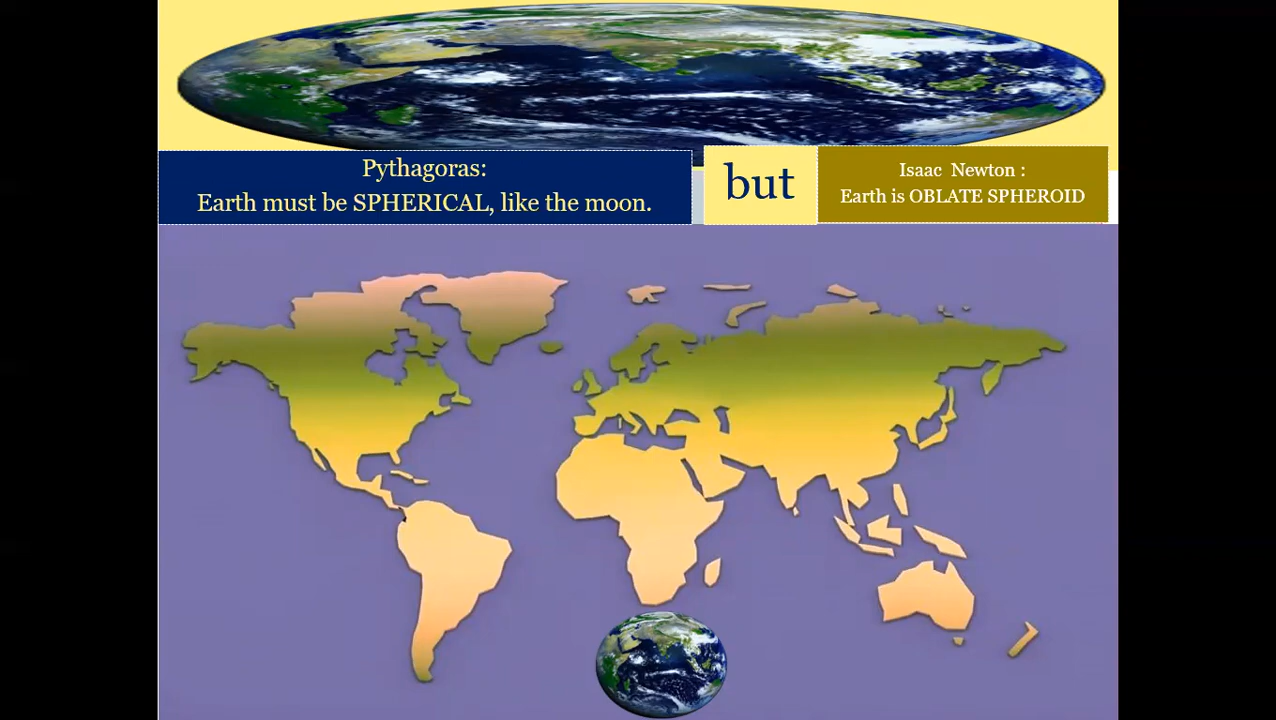 Pythagoras:
Earth must be SPHERICAL, like the moon.
but
Isaac Newton :
Earth is OBLATE SPHEROID